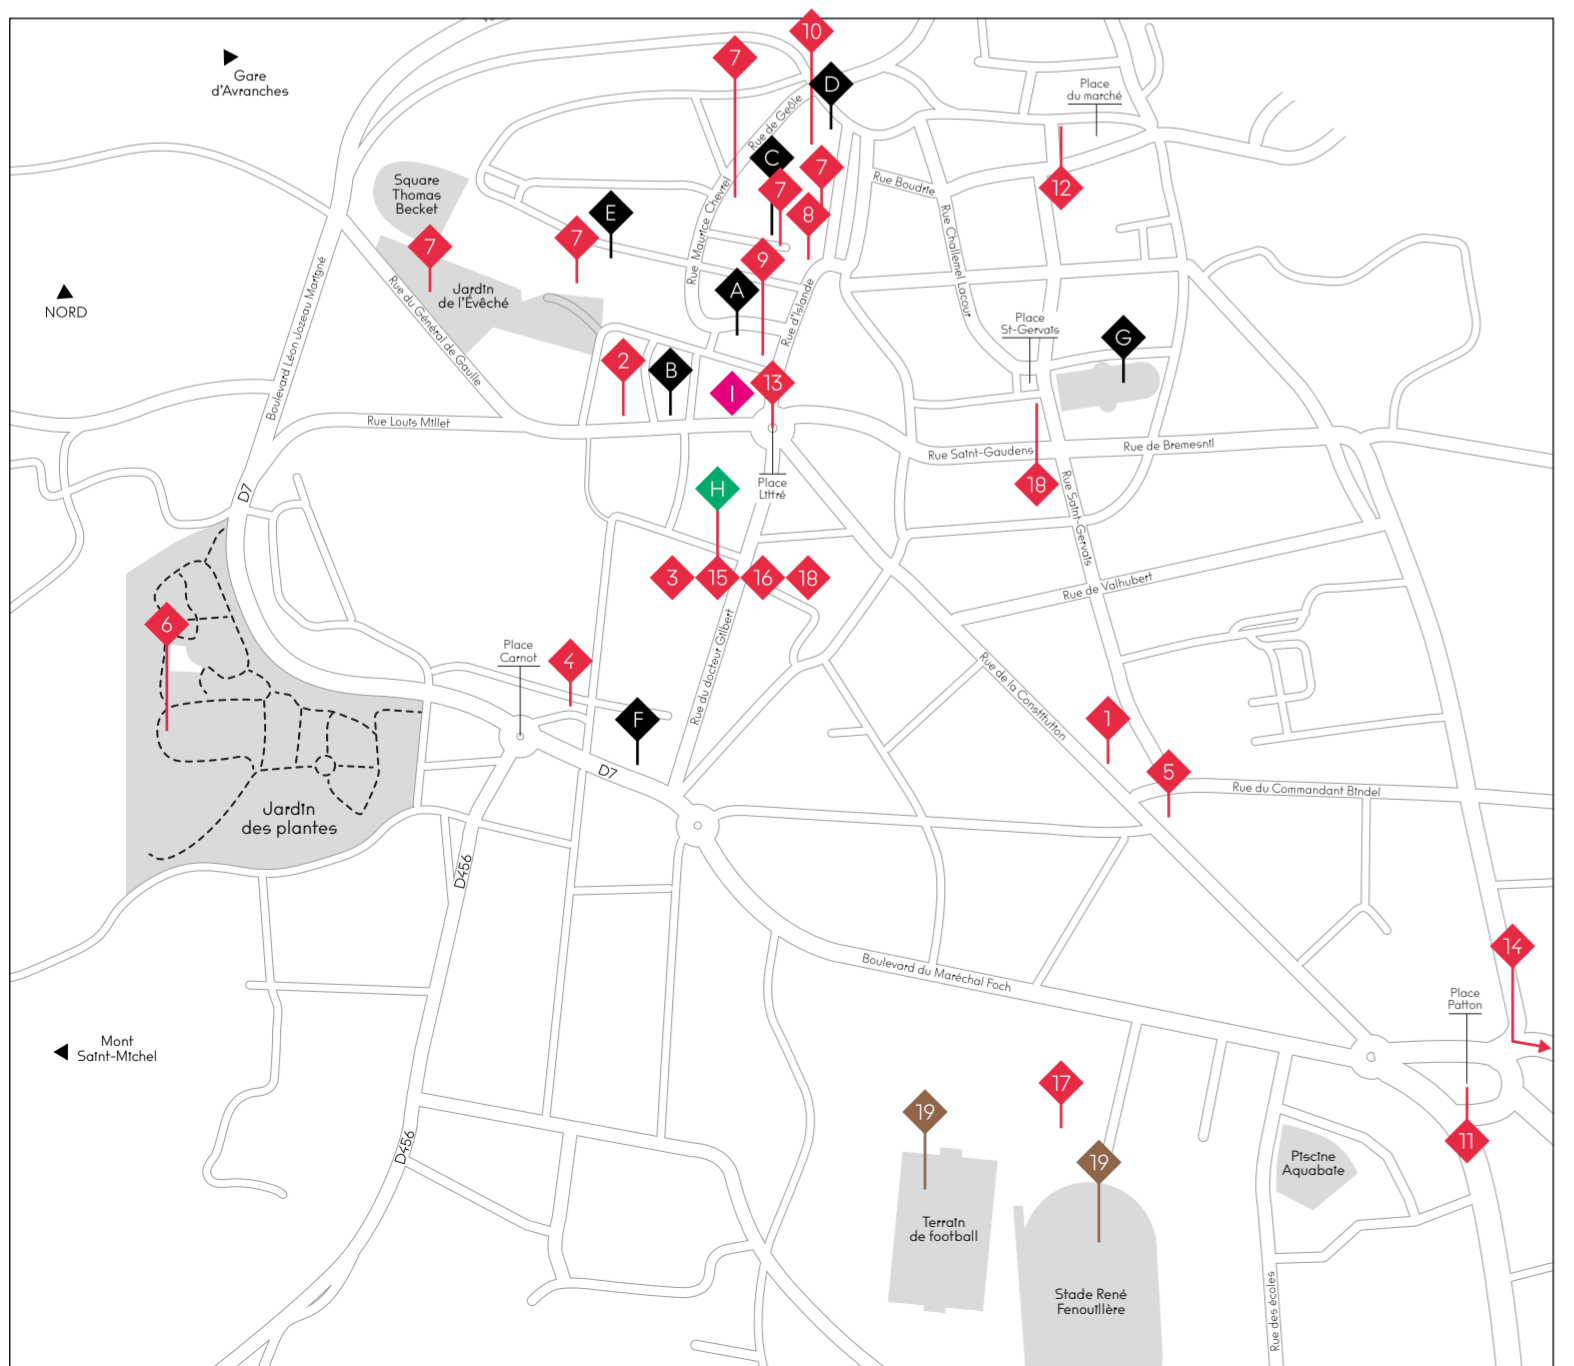 10
7
Gare
d'Avranches
D
Place
du marché
Rue de Geôle
C
7
7
12
Rue Boudrie
Square
Thomas
Becket
E
8
7
7
Rue Maurice Chevrel
Rue Challemel Lacour
9
A
NORD
Jardin
de l'Évêché
Boulevard Léon Jozeau Marigné
Rue du Général de Gaulle
Rue d'Islande
Place
St-Gervais
G
2
B
I
13
Rue Louis Millet
Rue Saint-Gaudens
Rue de Bremesnil
D7
H
Place
Littré
18
Rue Saint-Gervais
3
15
16
18
Rue de Valhubert
6
Place
Carnot
4
Rue du docteur Gilbert
Rue de la Constitution
F
1
D7
5
Rue du Commandant Bindel
Jardin
des plantes
D456
14
Boulevard du Maréchal Foch
Place
Patton
Mont
Saint-Michel
17
19
11
D456
19
Piscine
Aquabaie
Terrain
de football
Stade René
Fenouillère
Rue des écoles